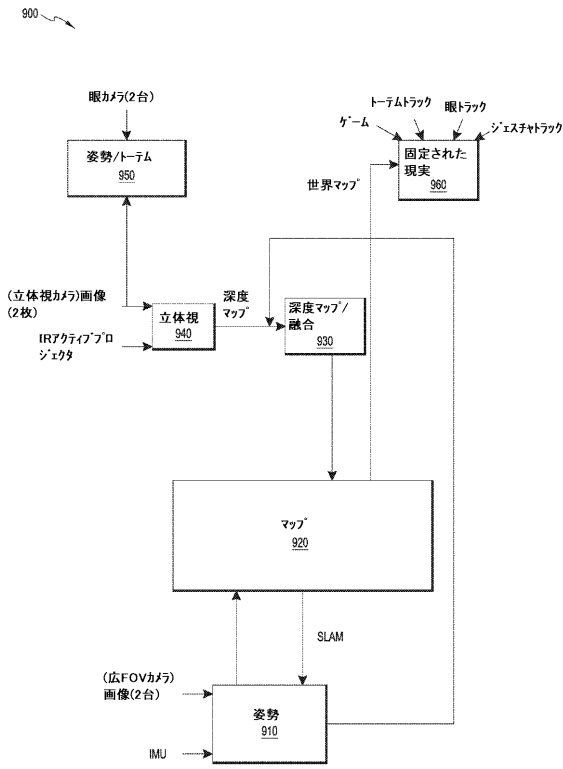 900
眼カメラ(2台)
姿勢/トーテム
950
トーテムトラック
眼トラック
ゲーム
ジェスチャトラック
固定された
現実
960
世界マップ
(立体視カメラ)画像
(2枚)
IRアクティブプロ
ジェクタ
立体視
940
深度
マップ
深度マップ/
融合
930
マップ
920
SLAM
(広FOVカメラ)
画像(2台)
IMU
姿勢
910